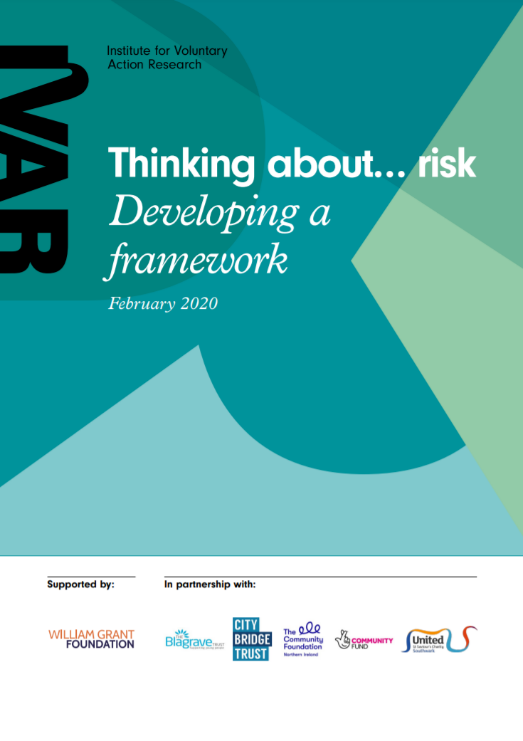 Institute for Voluntary
Action Research
IVAR
Thinking about... risk
Developing a
framework
February 2020
Supported by:
In partnership with:
WILLIAM GRANT
FOUNDATION
The
Blagrave TRUST
CITY
BRIDGE
TRUST
The
Community
Foundation
Northern Ireland
COMMUNITY
FUND
United
St Saviour's Charity
Southwark